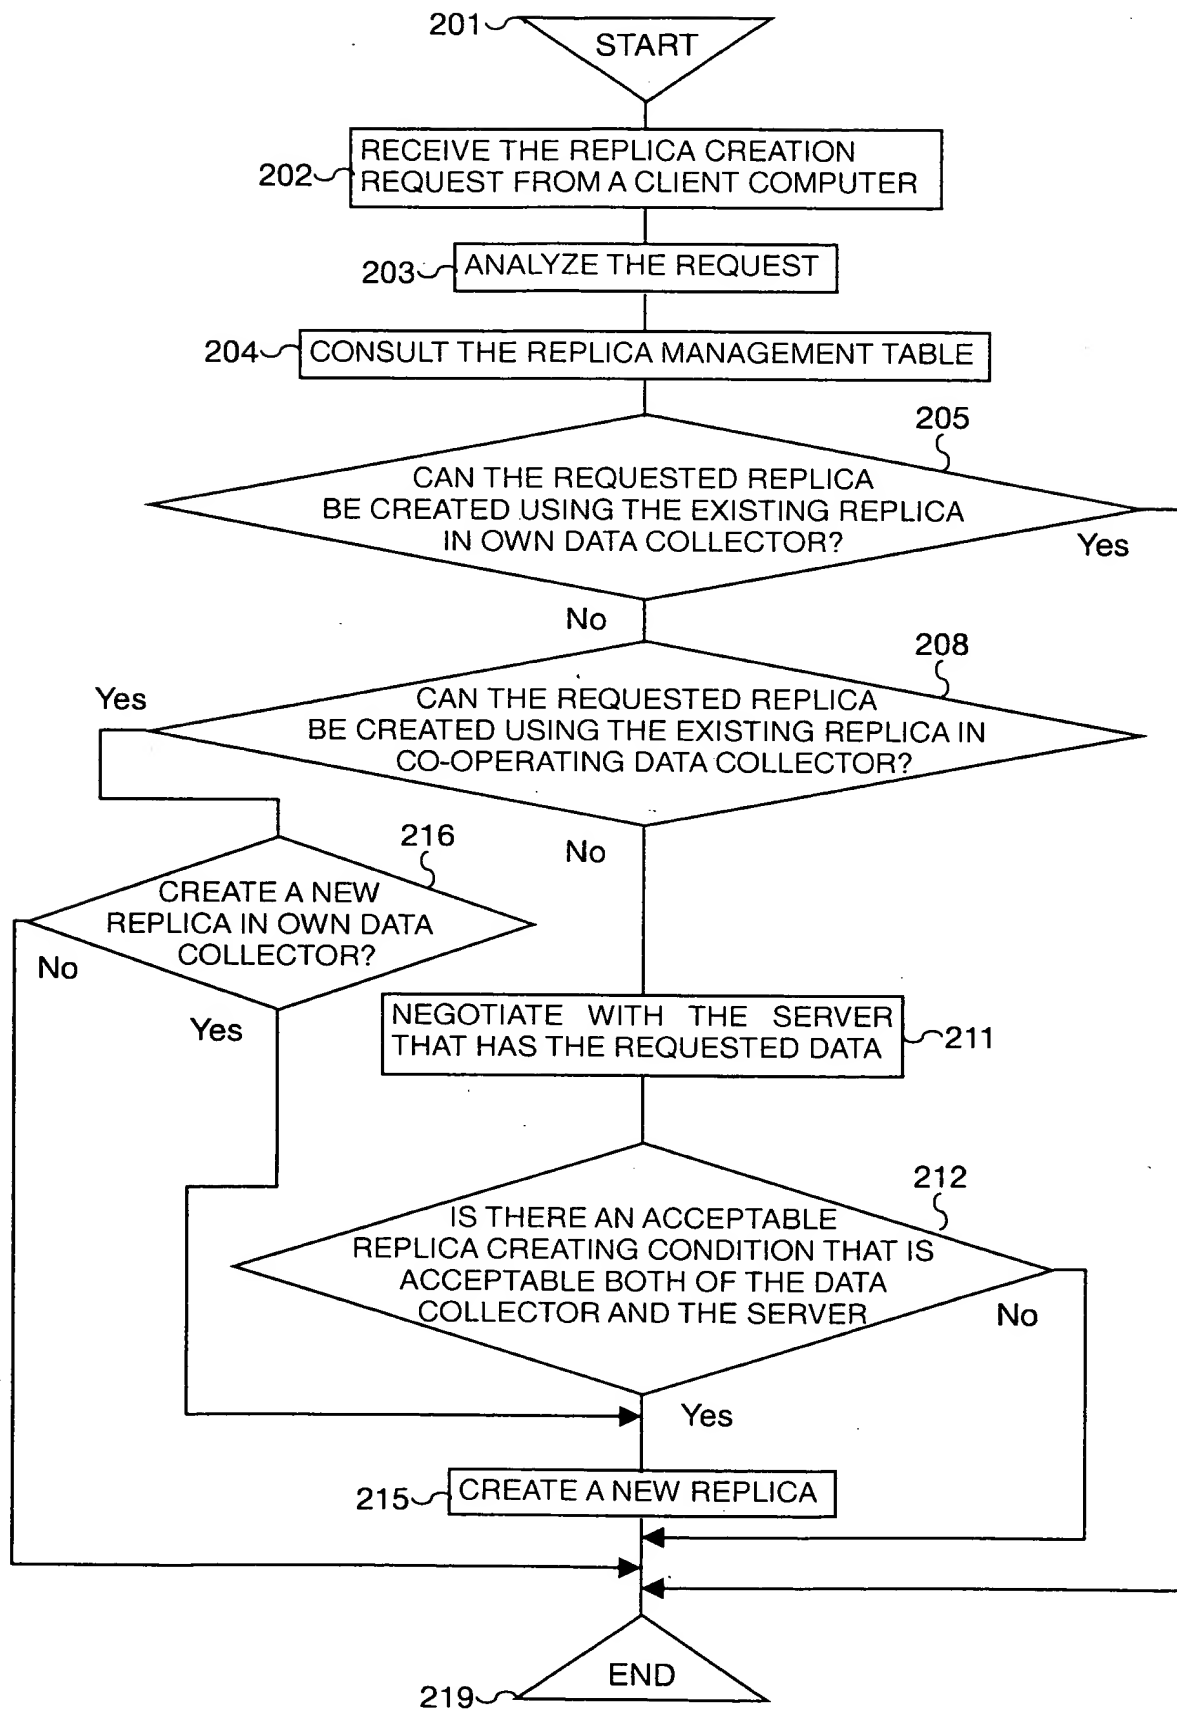 201
START
202
RECEIVE THE REPLICA CREATION
REQUEST FROM A CLIENT COMPUTER
203
ANALYZE THE REQUEST
204
CONSULT THE REPLICA MANAGEMENT TABLE
205
CAN THE REQUESTED REPLICA
BE CREATED USING THE EXISTING REPLICA
IN OWN DATA COLLECTOR?
Yes
No
208
Yes
CAN THE REQUESTED REPLICA
BE CREATED USING THE EXISTING REPLICA IN
CO-OPERATING DATA COLLECTOR?
No
216
CREATE A NEW
REPLICA IN OWN DATA
COLLECTOR?
No
Yes
NEGOTIATE WITH THE SERVER
THAT HAS THE REQUESTED DATA
211
212
IS THERE AN ACCEPTABLE
REPLICA CREATING CONDITION THAT IS
ACCEPTABLE BOTH OF THE DATA
COLLECTOR AND THE SERVER
No
Yes
215
CREATE A NEW REPLICA
END
219